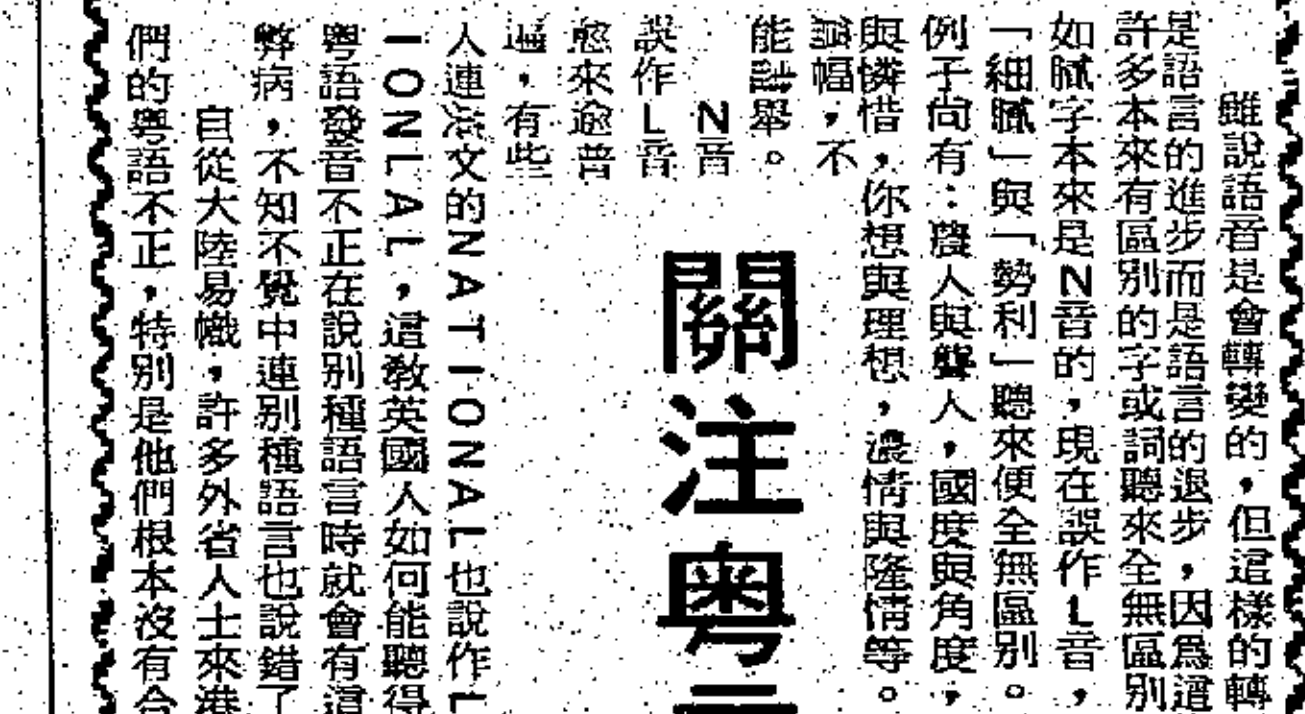 雖說語音是會轉變的,但這樣的轉
是語言的進步而是語言的退步,因爲這
許多本來有區別的字或詞聽來全無區別
如膩字本來是N音的,現在誤作L音,
「細膩」與「勢利」聽來便全無區別。
例子尚有:農人與聾人,國度與角度,
與憐惜,你想與理想,濃情與隆情等。
幅,不
能舉。
關注粵
N音
誤作L音
愈來逾普
遍,有些
人連英文的NATIONAL也說作L
IONLAL,這教英國人如何能聽得
粵語發音不正在說別種語言時就會有這
弊病,不知不覺中連別種語言也說錯了
自從大陸易幟,許多外省人士來港
們的粵語不正,特別是他們根本沒有合